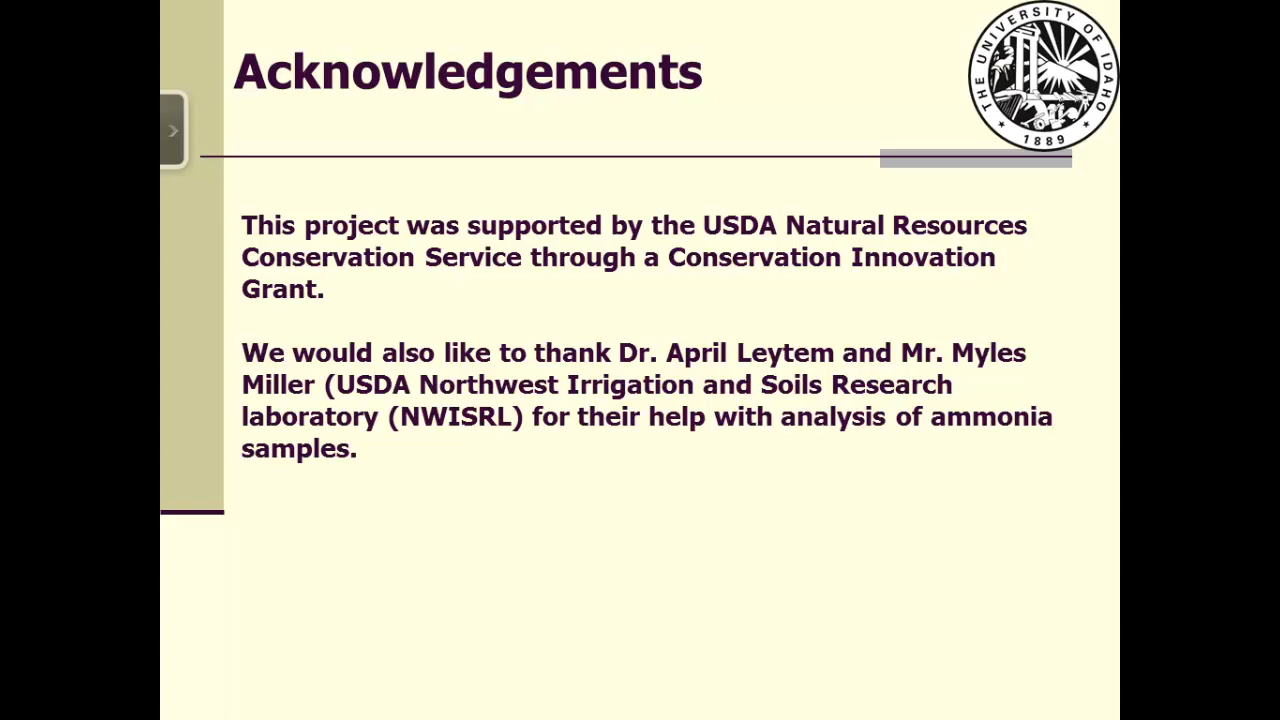 Acknowledgements
THE UNIVERSITY OF IDAHO
1889
This project was supported by the USDA Natural Resources
Conservation Service through a Conservation Innovation
Grant.
We would also like to thank Dr. April Leytem and Mr. Myles
Miller (USDA Northwest Irrigation and Soils Research
laboratory (NWISRL) for their help with analysis of ammonia
samples.